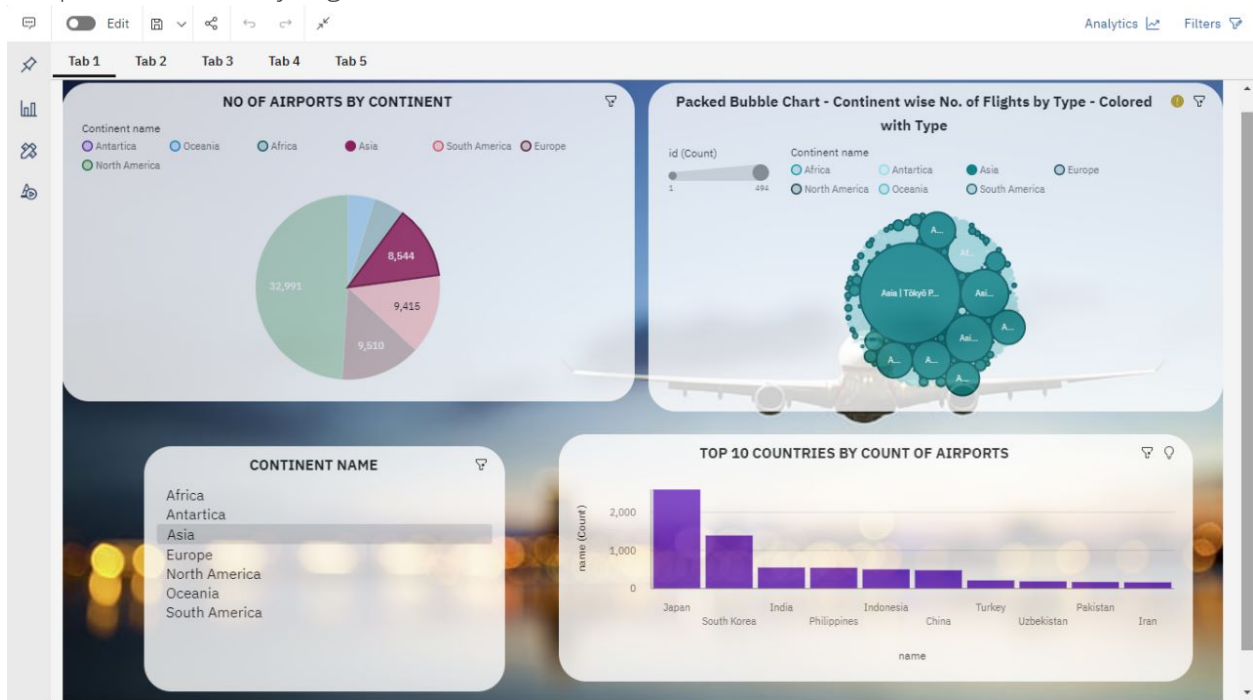 Edit
Analytics
Filters
Tab 1 Tab 2 Tab 3 Tab 4 Tab 5
NO OF AIRPORTS BY CONTINENT
Continent name
Antartica Oceania Africa Asia South America Europe
North America
8,544
32,991
9,415
9,510
Packed Bubble Chart - Continent wise No. of Flights by Type - Colored
with Type
id (Count)
1 494
Continent name
Africa Antartica Asia Europe
North America Oceania South America
A...
Af...
Asia | Tōkyō P...
Asi...
A...
Asi...
A...
A...
A...
CONTINENT NAME
Africa
Antartica
Asia
Europe
North America
Oceania
South America
TOP 10 COUNTRIES BY COUNT OF AIRPORTS
name (Count)
2,000
1,000
0
Japan India Indonesia Turkey Pakistan
South Korea Philippines China Uzbekistan Iran
name